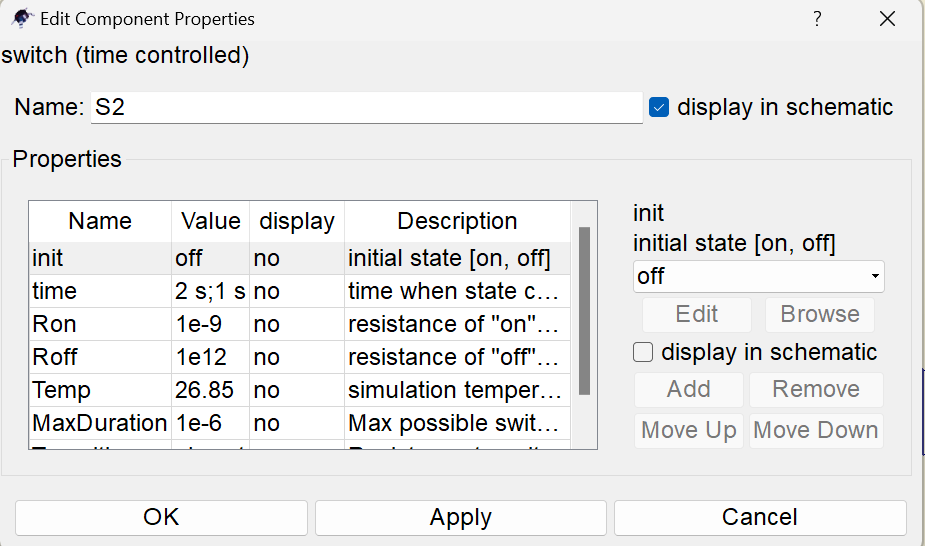 Edit Component Properties ?
switch (time controlled)
Name: S2 display in schematic
Properties
Name Value display Description
init off no initial state [on, off]
time 2 s;1 s no time when state c…
Ron 1e-9 no resistance of "on"…
Roff 1e12 no resistance of "off"…
Temp 26.85 no simulation temper…
MaxDuration 1e-6 no Max possible swit…
init
initial state [on, off]
off
Edit Browse
display in schematic
Add Remove
Move Up Move Down
OK Apply Cancel